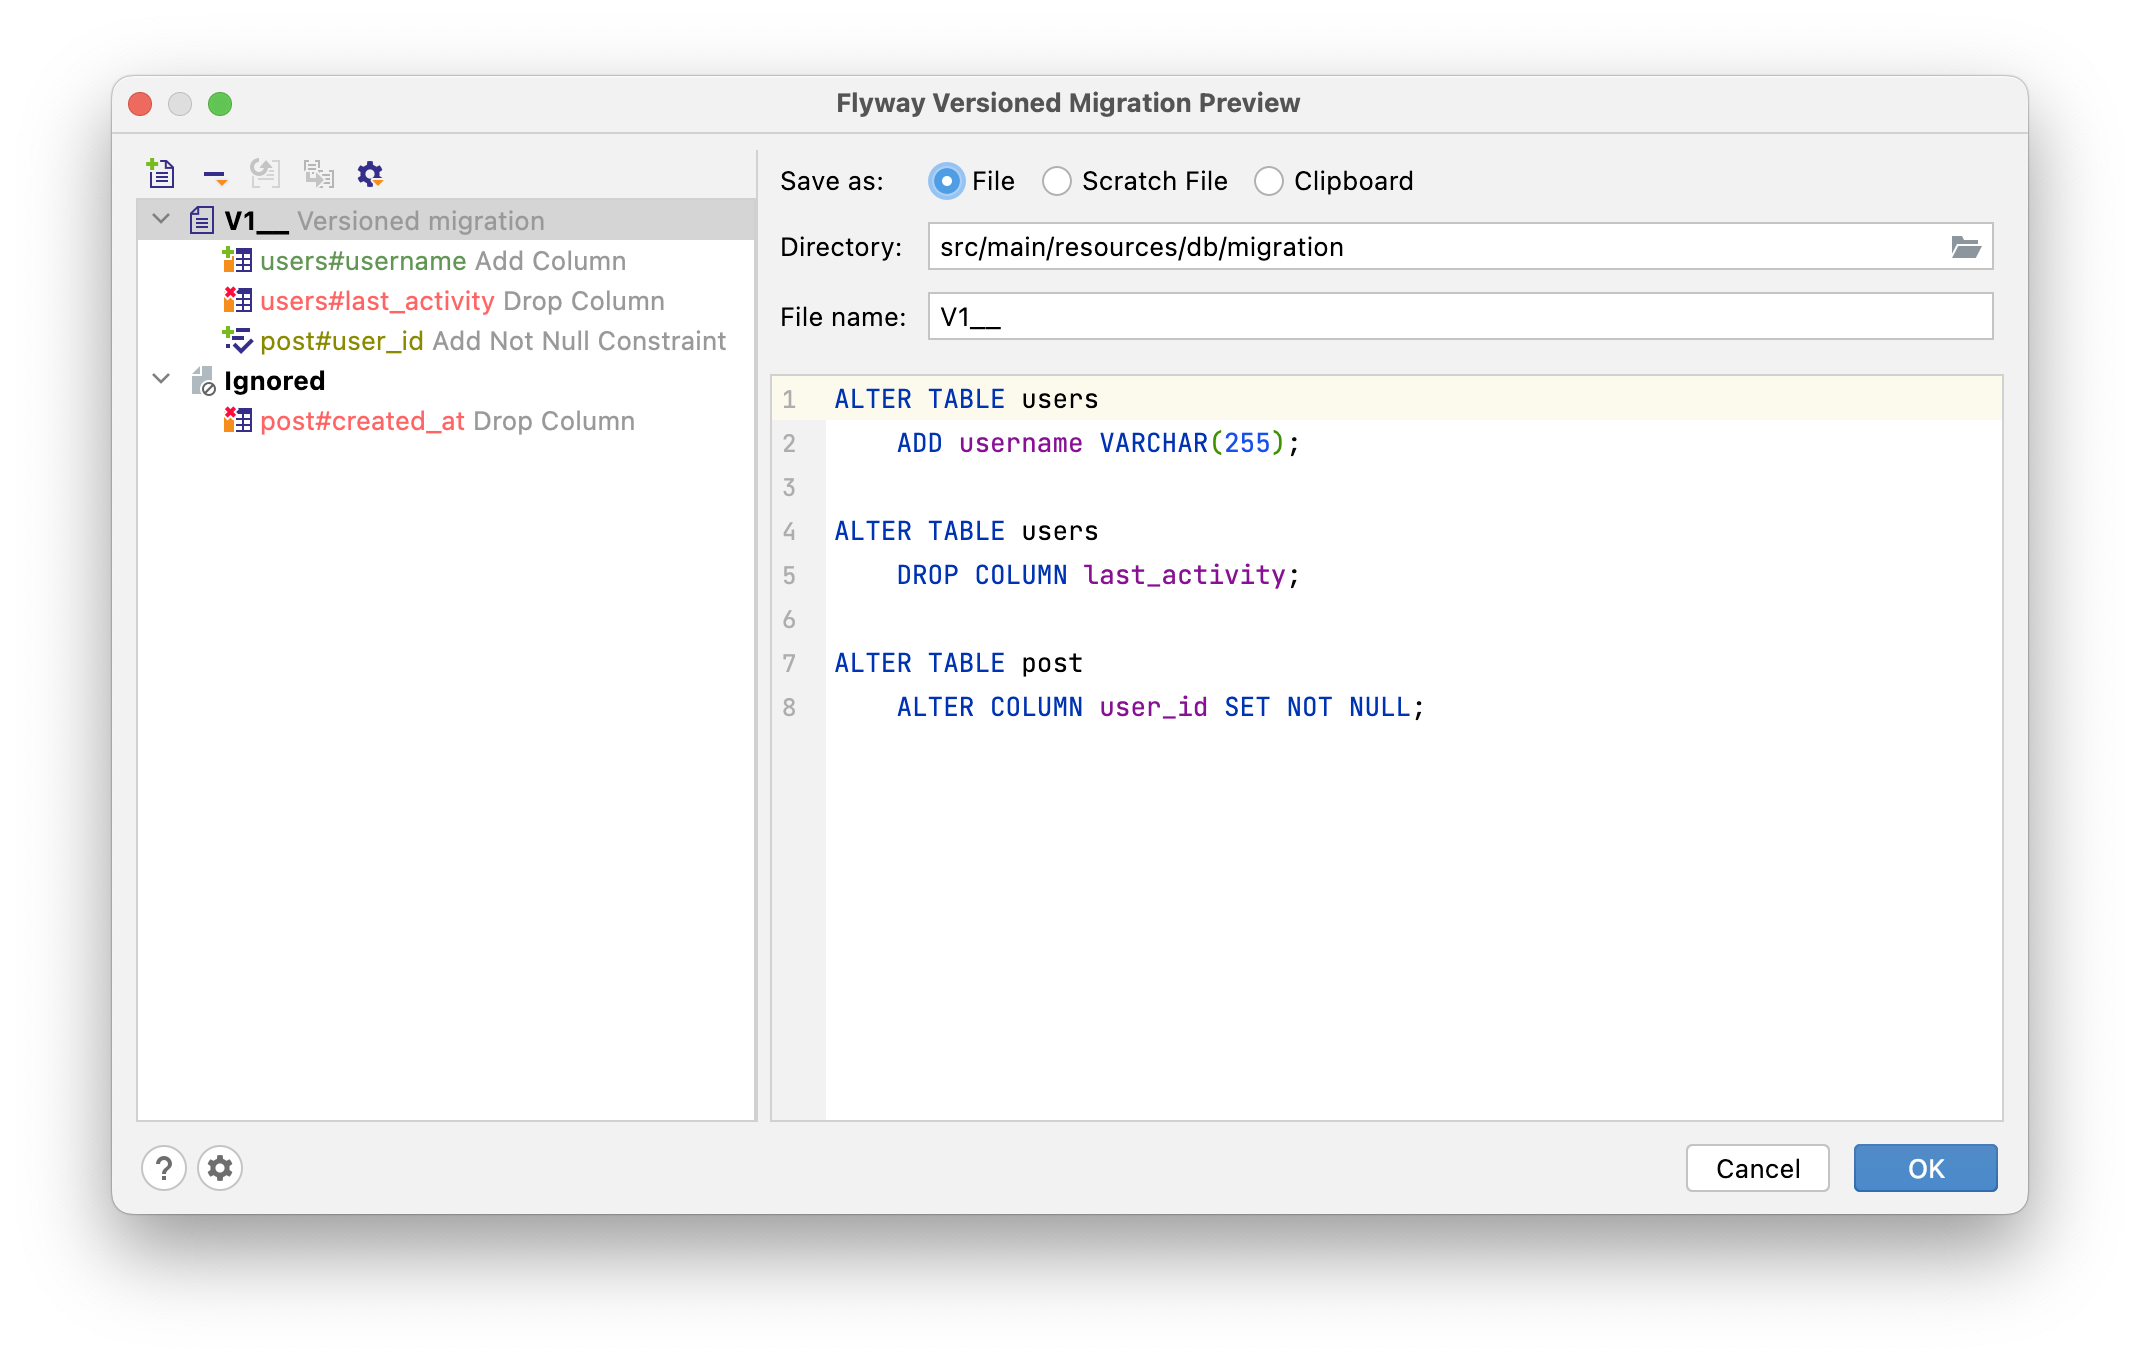 Flyway Versioned Migration Preview
V1__ Versioned migration
users#username Add Column
users#last_activity Drop Column
post#user_id Add Not Null Constraint
Ignored
post#created_at Drop Column
Save as: File Scratch File Clipboard
Directory: src/main/resources/db/migration
File name: V1__
1 ALTER TABLE users
2     ADD username VARCHAR(255);
3
4 ALTER TABLE users
5     DROP COLUMN last_activity;
6
7 ALTER TABLE post
8     ALTER COLUMN user_id SET NOT NULL;
?
Cancel OK